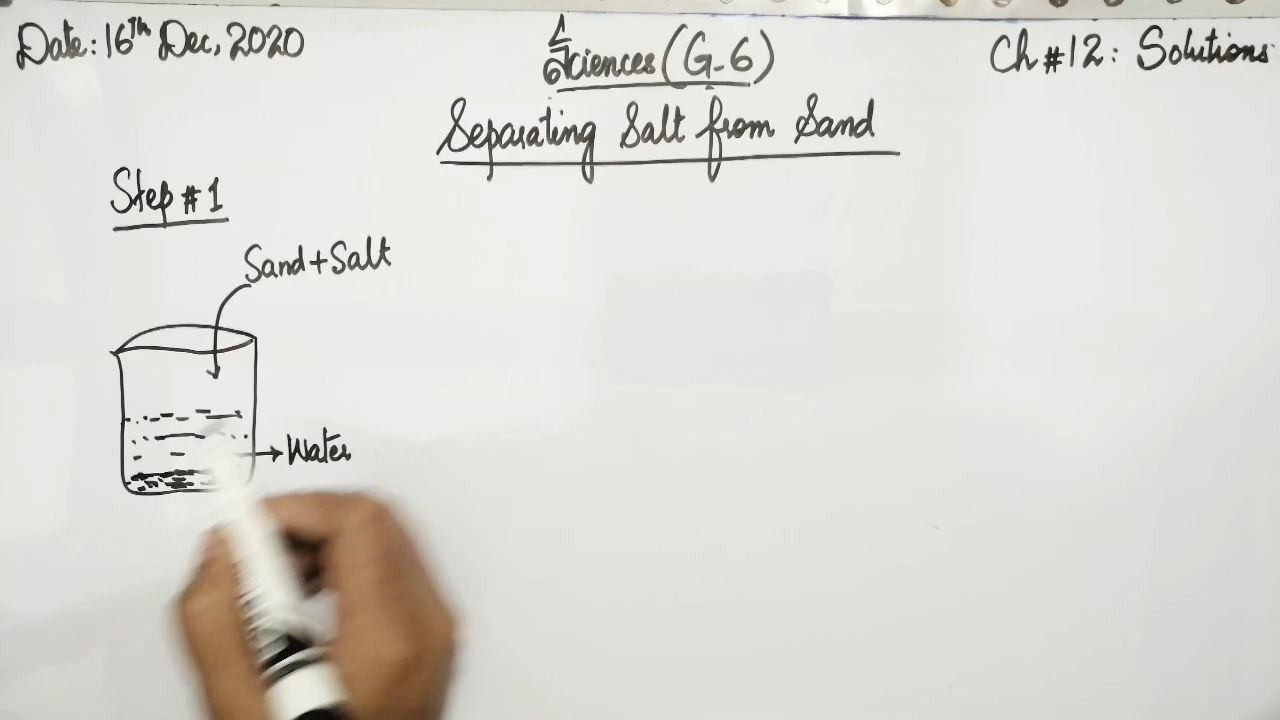 Date: 16th Dec, 2020
Sciences (G-6)
Ch #12: Solutions
Separating Salt from Sand
Step #1
Sand+Salt
Water